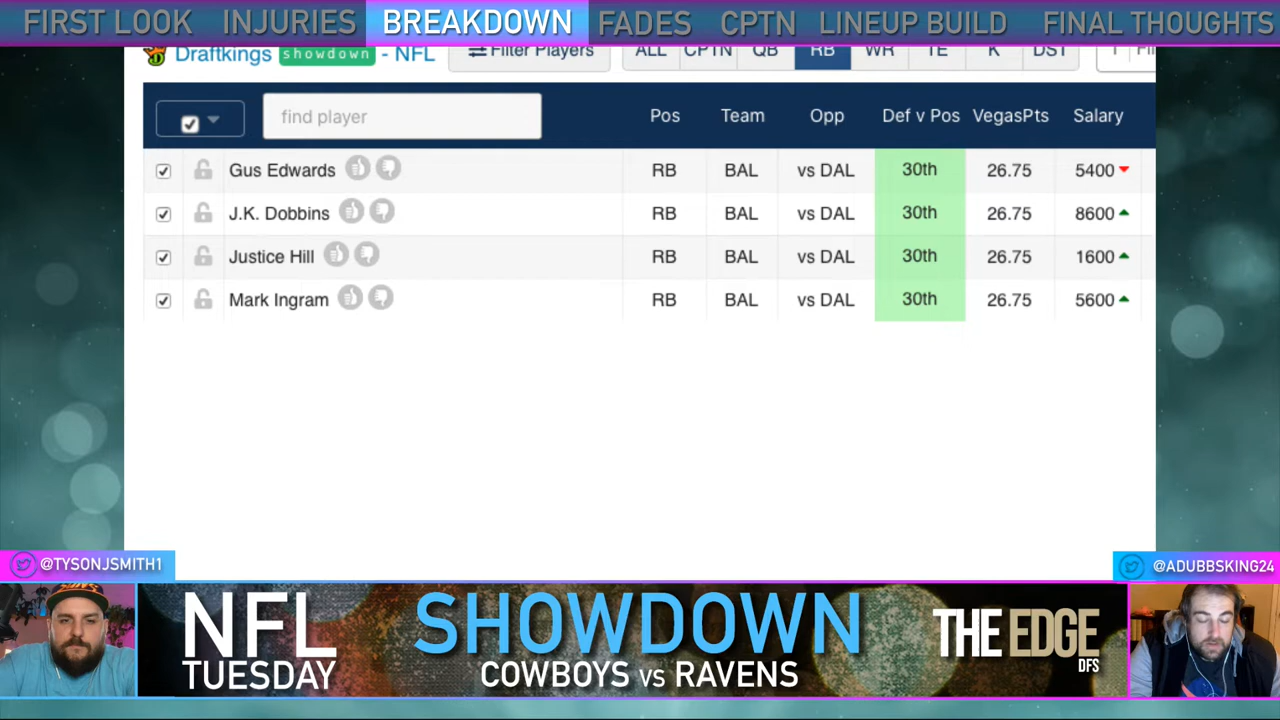 FIRST LOOK INJURIES BREAKDOWN FADES CPTN LINEUP BUILD FINAL THOUGHTS
Draftkings showdown - NFL Filter Players ALL CPTN QB RB WR TE K DST
find player Pos Team Opp Def v Pos VegasPts Salary
Gus Edwards RB BAL vs DAL 30th 26.75 5400
J.K. Dobbins RB BAL vs DAL 30th 26.75 8600
Justice Hill RB BAL vs DAL 30th 26.75 1600
Mark Ingram RB BAL vs DAL 30th 26.75 5600
@TYSONJSMITH1 @ADUBBSKING24
NFL SHOWDOWN THE EDGE
TUESDAY COWBOYS VS RAVENS DFS